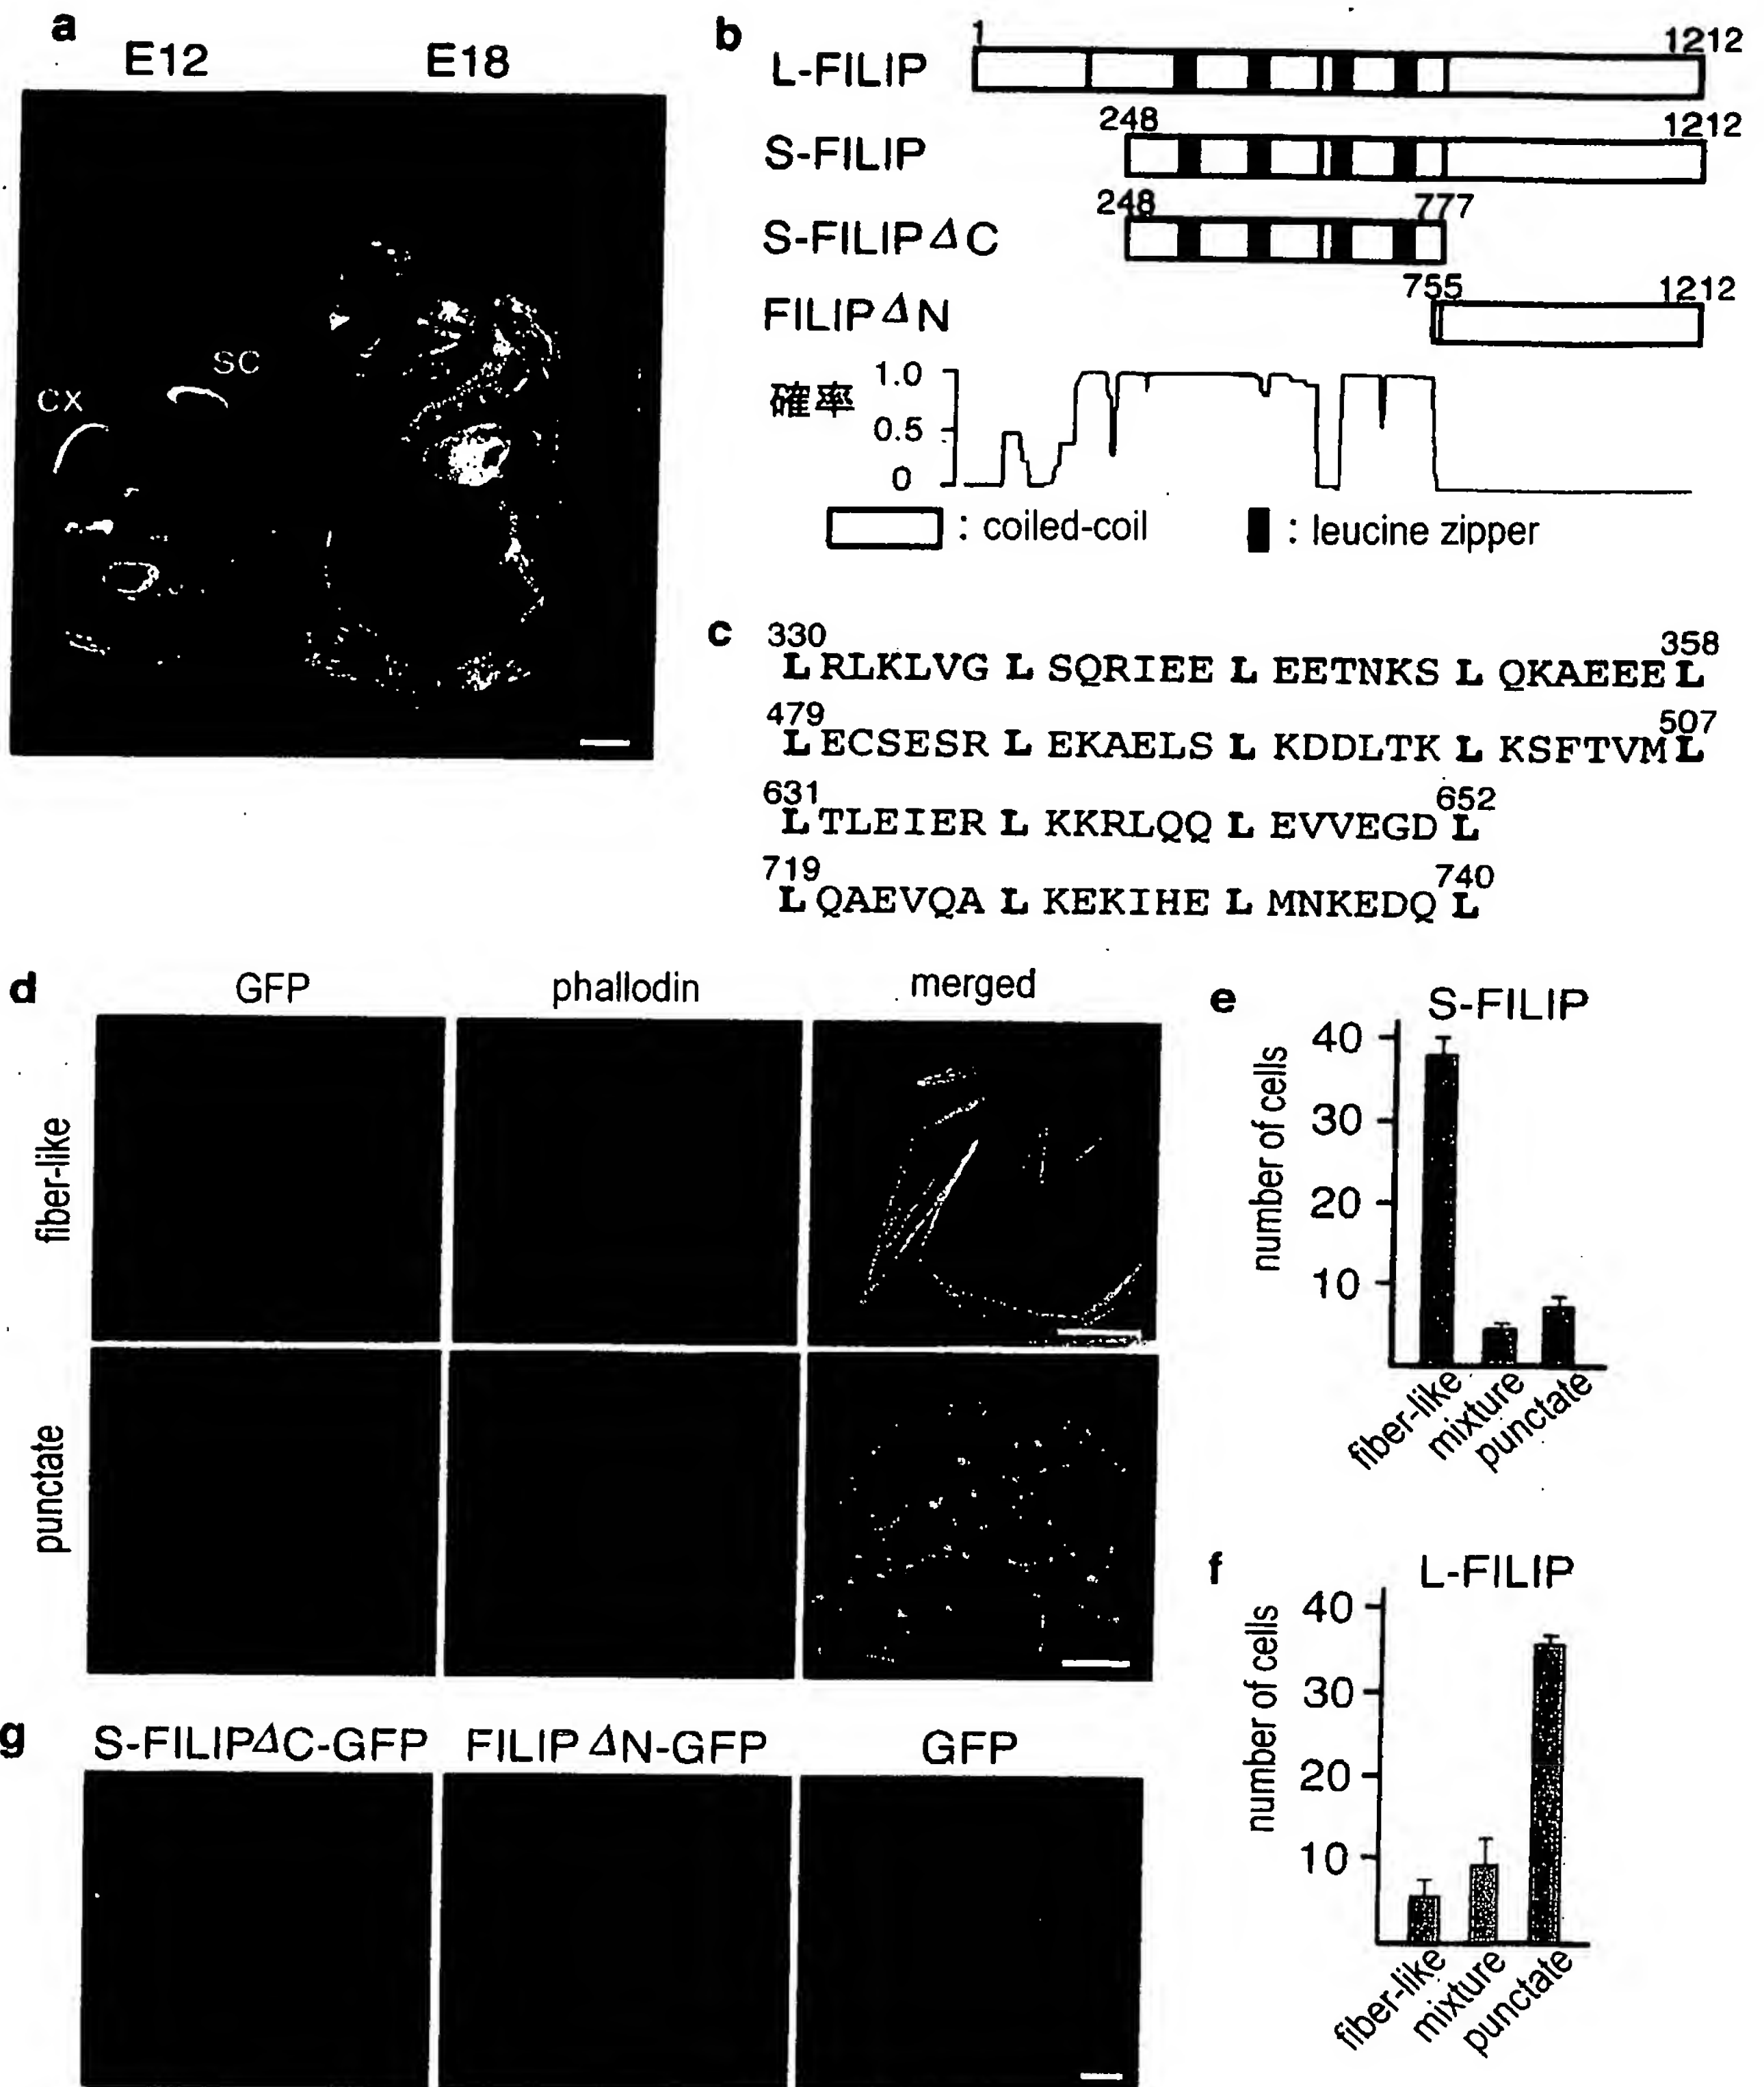 a
E12 E18
SC
CX
b
1 1212
L-FILIP
248 1212
S-FILIP
248 777
S-FILIPΔC
755 1212
FILIPΔN
確率
1.0
0.5
0
: coiled-coil : leucine zipper
c
330 358
L RLKLVG L SQRIEE L EETNKS L QKAEEE L
479 507
L ECSESR L EKAELS L KDDLTK L KSFTVM L
631 652
L TLEIER L KKRLQQ L EVVEGD L
719 740
L QAEVQA L KEKIHE L MNKEDQ L
d
GFP phallodin merged
fiber-like
punctate
e
S-FILIP
number of cells
40
30
20
10
fiber-like mixture punctate
f
L-FILIP
number of cells
40
30
20
10
fiber-like mixture punctate
g
S-FILIPΔC-GFP FILIPΔN-GFP GFP